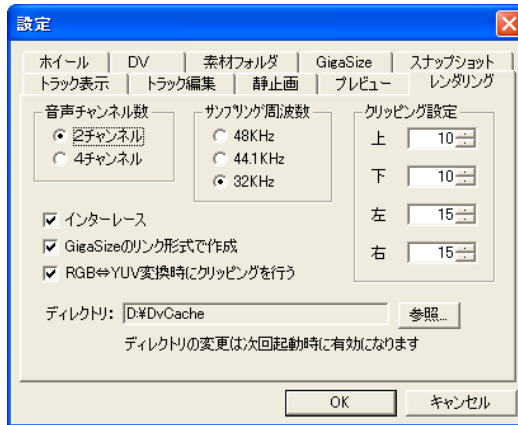 設定
ホイール DV 素材フォルダ GigaSize スナップショット
トラック表示 トラック編集 静止画 プレビュー レンダリング
音声チャンネル数
2チャンネル
4チャンネル
サンプリング周波数
48KHz
44.1KHz
32KHz
クリッピング設定
上 10
下 10
左 15
右 15
インターレース
GigaSizeのリンク形式で作成
RGB⇔YUV変換時にクリッピングを行う
ディレクトリ: D:¥DvCache 参照...
ディレクトリの変更は次回起動時に有効になります
OK キャンセル